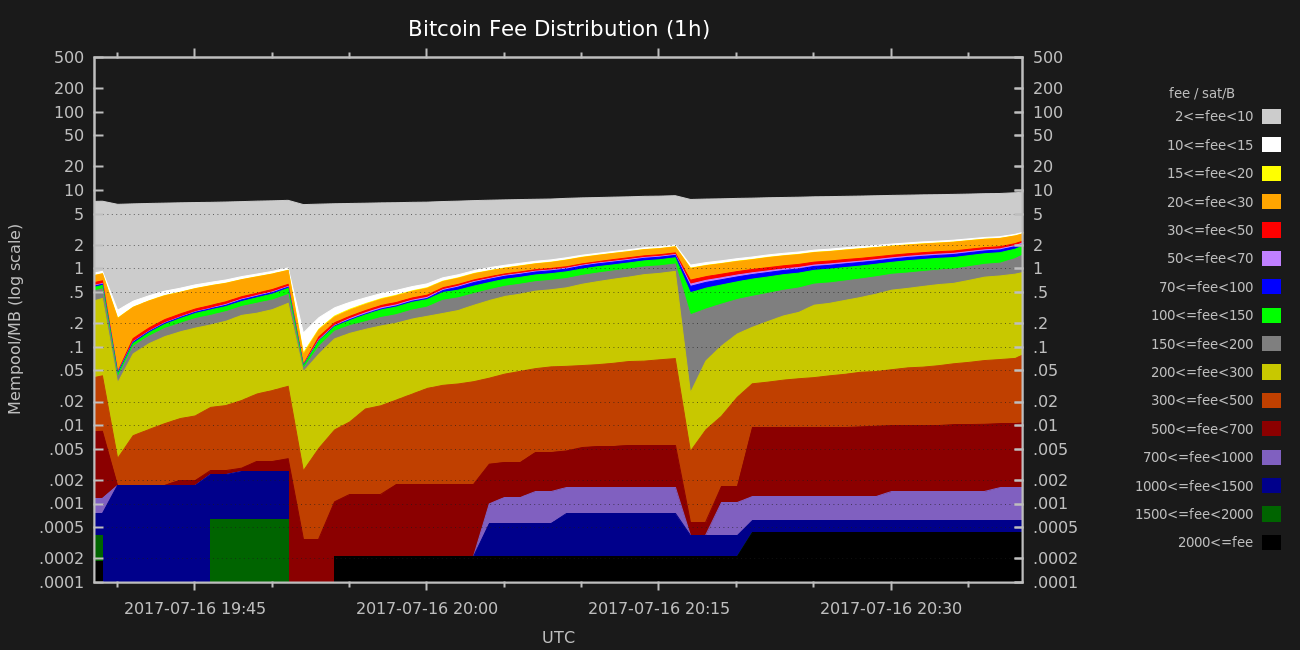 Bitcoin Fee Distribution (1h)
500 500
200 200
100 100
50 50
20 20
10 10
5 5
2 2
1 1
.5 .5
.2 .2
.1 .1
.05 .05
.02 .02
.01 .01
.005 .005
.002 .002
.001 .001
.0005 .0005
.0002 .0002
.0001 .0001
Mempool/MB (log scale)
2017-07-16 19:45 2017-07-16 20:00 2017-07-16 20:15 2017-07-16 20:30
UTC
fee / sat/B
2<=fee<10
10<=fee<15
15<=fee<20
20<=fee<30
30<=fee<50
50<=fee<70
70<=fee<100
100<=fee<150
150<=fee<200
200<=fee<300
300<=fee<500
500<=fee<700
700<=fee<1000
1000<=fee<1500
1500<=fee<2000
2000<=fee